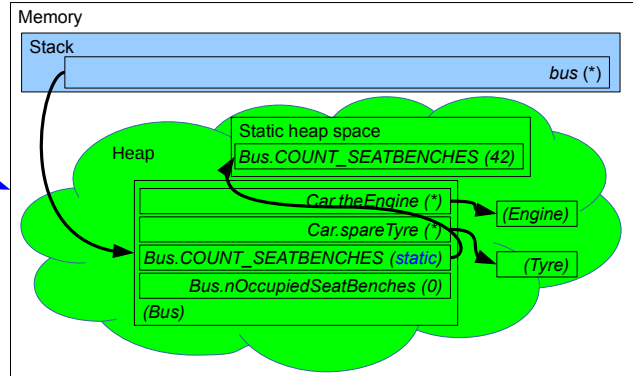 Memory
Stack
bus (*)
Static heap space
Heap
Bus.COUNT_SEATBENCHES (42)
Car.theEngine (*)
(Engine)
Car.spareTyre (*)
Bus.COUNT_SEATBENCHES (static)
(Tyre)
Bus.nOccupiedSeatBenches (0)
(Bus)